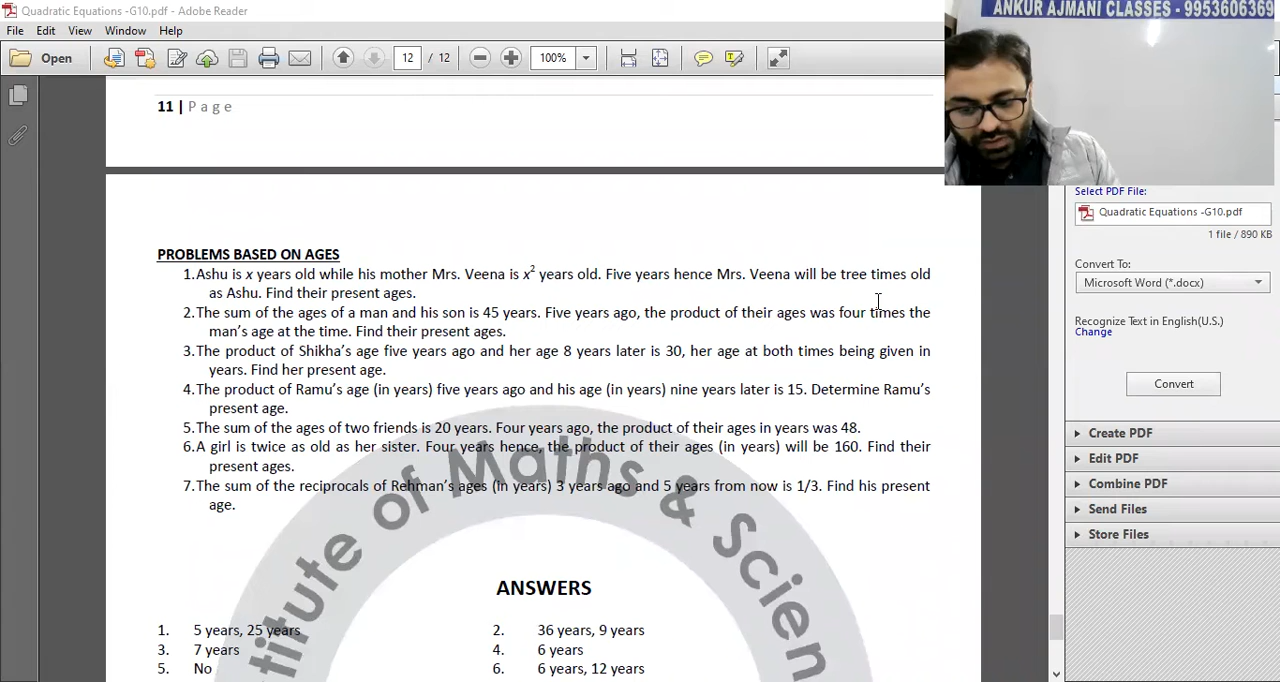 Quadratic Equations -G10.pdf - Adobe Reader
File Edit View Window Help
ANKUR AJMANI CLASSES - 9953606369
Open 12 / 12 100%
11 | Page
Select PDF File:
Quadratic Equations -G10.pdf
1 file / 890 KB
Convert To:
Microsoft Word (*.docx)
Recognize Text in English(U.S.)
Change
Convert
Create PDF
Edit PDF
Combine PDF
Send Files
Store Files
PROBLEMS BASED ON AGES
1.Ashu is x years old while his mother Mrs. Veena is x² years old. Five years hence Mrs. Veena will be tree times old
as Ashu. Find their present ages.
2.The sum of the ages of a man and his son is 45 years. Five years ago, the product of their ages was four times the
man's age at the time. Find their present ages.
3.The product of Shikha's age five years ago and her age 8 years later is 30, her age at both times being given in
years. Find her present age.
4.The product of Ramu's age (in years) five years ago and his age (in years) nine years later is 15. Determine Ramu's
present age.
5.The sum of the ages of two friends is 20 years. Four years ago, the product of their ages in years was 48.
6.A girl is twice as old as her sister. Four years hence, the product of their ages (in years) will be 160. Find their
present ages.
7.The sum of the reciprocals of Rehman's ages (in years) 3 years ago and 5 years from now is 1/3. Find his present
age.
titute of Maths & Scien
ANSWERS
1. 5 years, 25 years 2. 36 years, 9 years
3. 7 years 4. 6 years
5. No 6. 6 years, 12 years